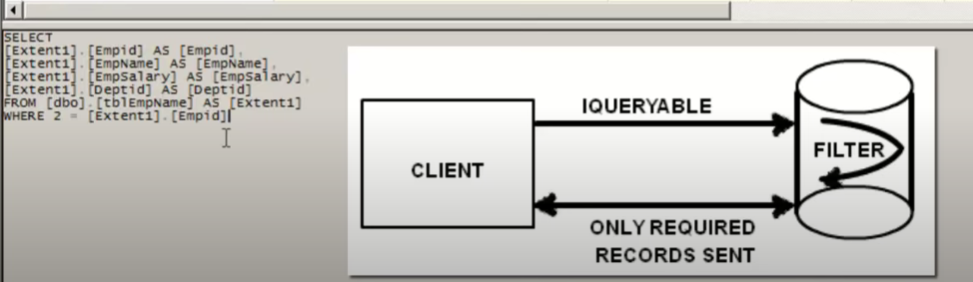 SELECT
[Extent1].[Empid] AS [Empid],
[Extent1].[EmpName] AS [EmpName],
[Extent1].[EmpSalary] AS [EmpSalary],
[Extent1].[Deptid] AS [Deptid]
FROM [dbo].[tblEmpName] AS [Extent1]
WHERE 2 = [Extent1].[Empid]
IQUERYABLE
CLIENT
FILTER
ONLY REQUIRED
RECORDS SENT